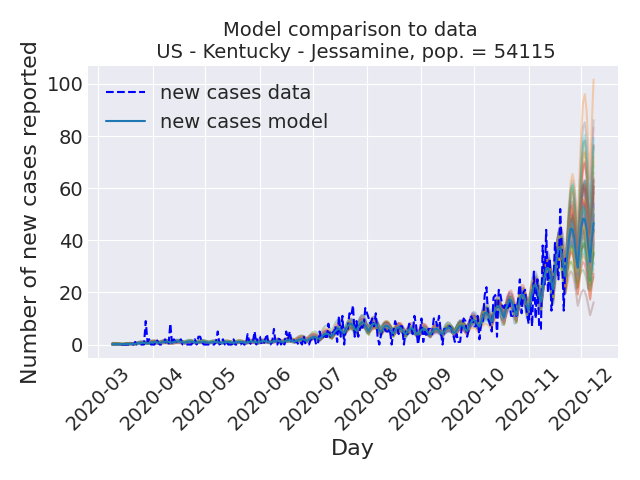 Model comparison to data
US - Kentucky - Jessamine, pop. = 54115
Number of new cases reported
100
80
60
40
20
0
new cases data
new cases model
2020-03
2020-04
2020-05
2020-06
2020-07
2020-08
2020-09
2020-10
2020-11
2020-12
Day